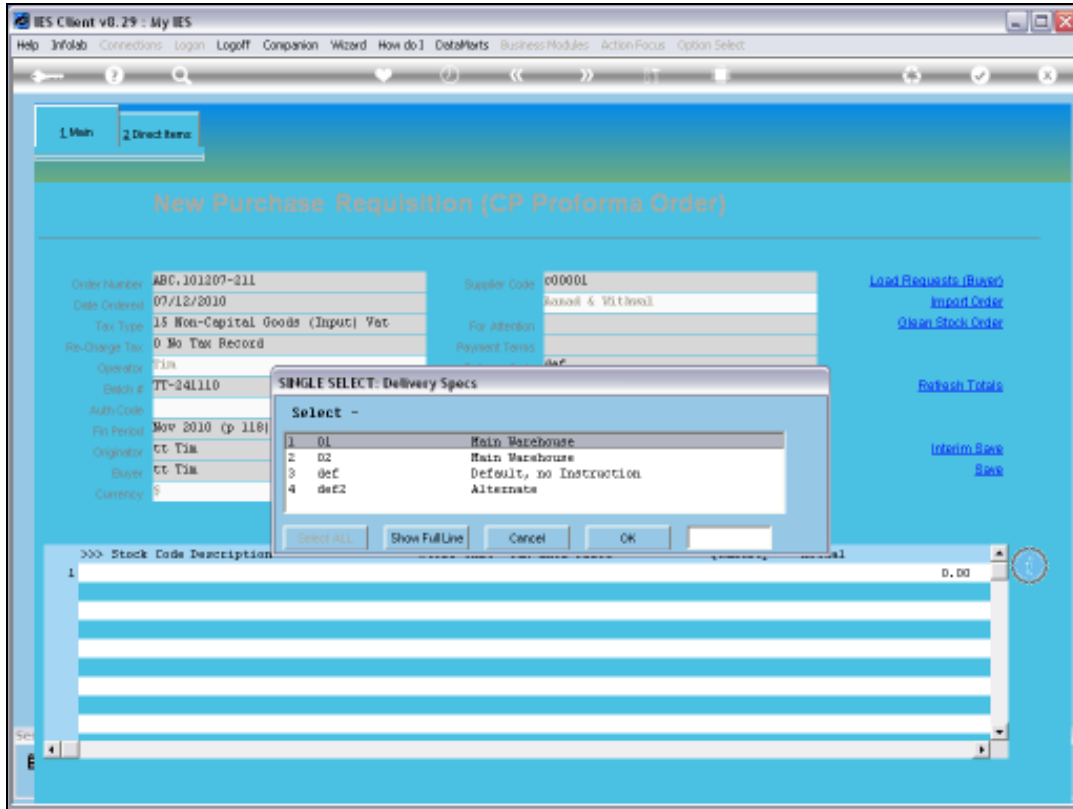 IES Client v8.29 : My IES
Help Infolab Connections Logon Logoff Companion Wizard How do I DataMarts Business Modules Action Focus Option Select
1 Main 2 Direct Items
New Purchase Requisition (CP Proforma Order)
Order Number ABC.101207-211 Supplier Code c00001 Load Requests (Buyer)
Date Ordered 07/12/2010 Import Order
Tax Type 15 Non-Capital Goods (Input) Vat For Attention Clean Stock Order
Re-Charge Tax 0 No Tax Record Payment Terms
Operator Tim def
Batch # TT-241110 Refresh Totals
Auth Code
Fin Period Nov 2010 (p 118)
Originator tt Tim Interim Save
Buyer tt Tim Save
Currency $
SINGLE SELECT: Delivery Specs
Select -
1 01 Main Warehouse
2 02 Main Warehouse
3 def Default, no Instruction
4 def2 Alternate
Select ALL Show Full Line Cancel OK
>>> Stock Code Description
1 0.00